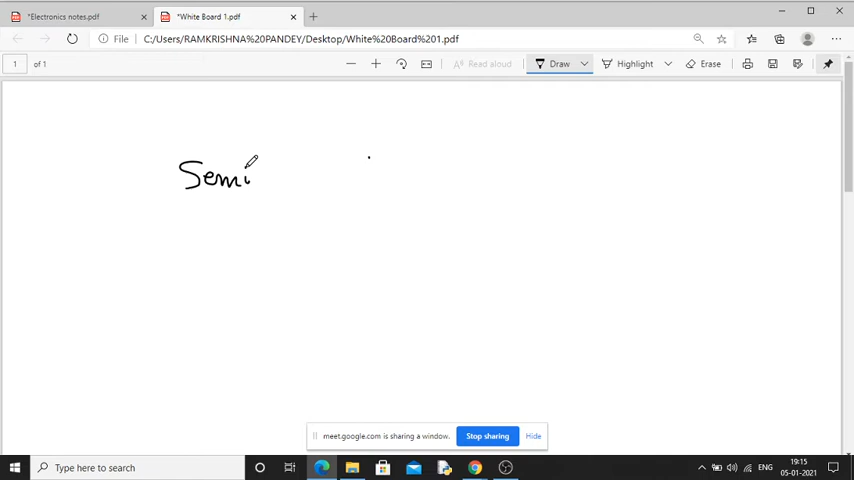 *Electronics notes.pdf
*White Board 1.pdf
File C:/Users/RAMKRISHNA%20PANDEY/Desktop/White%20Board%201.pdf
1 of 1 Read aloud Draw Highlight Erase
Semi
meet.google.com is sharing a window. Stop sharing Hide
Type here to search
ENG
19:15
05-01-2021